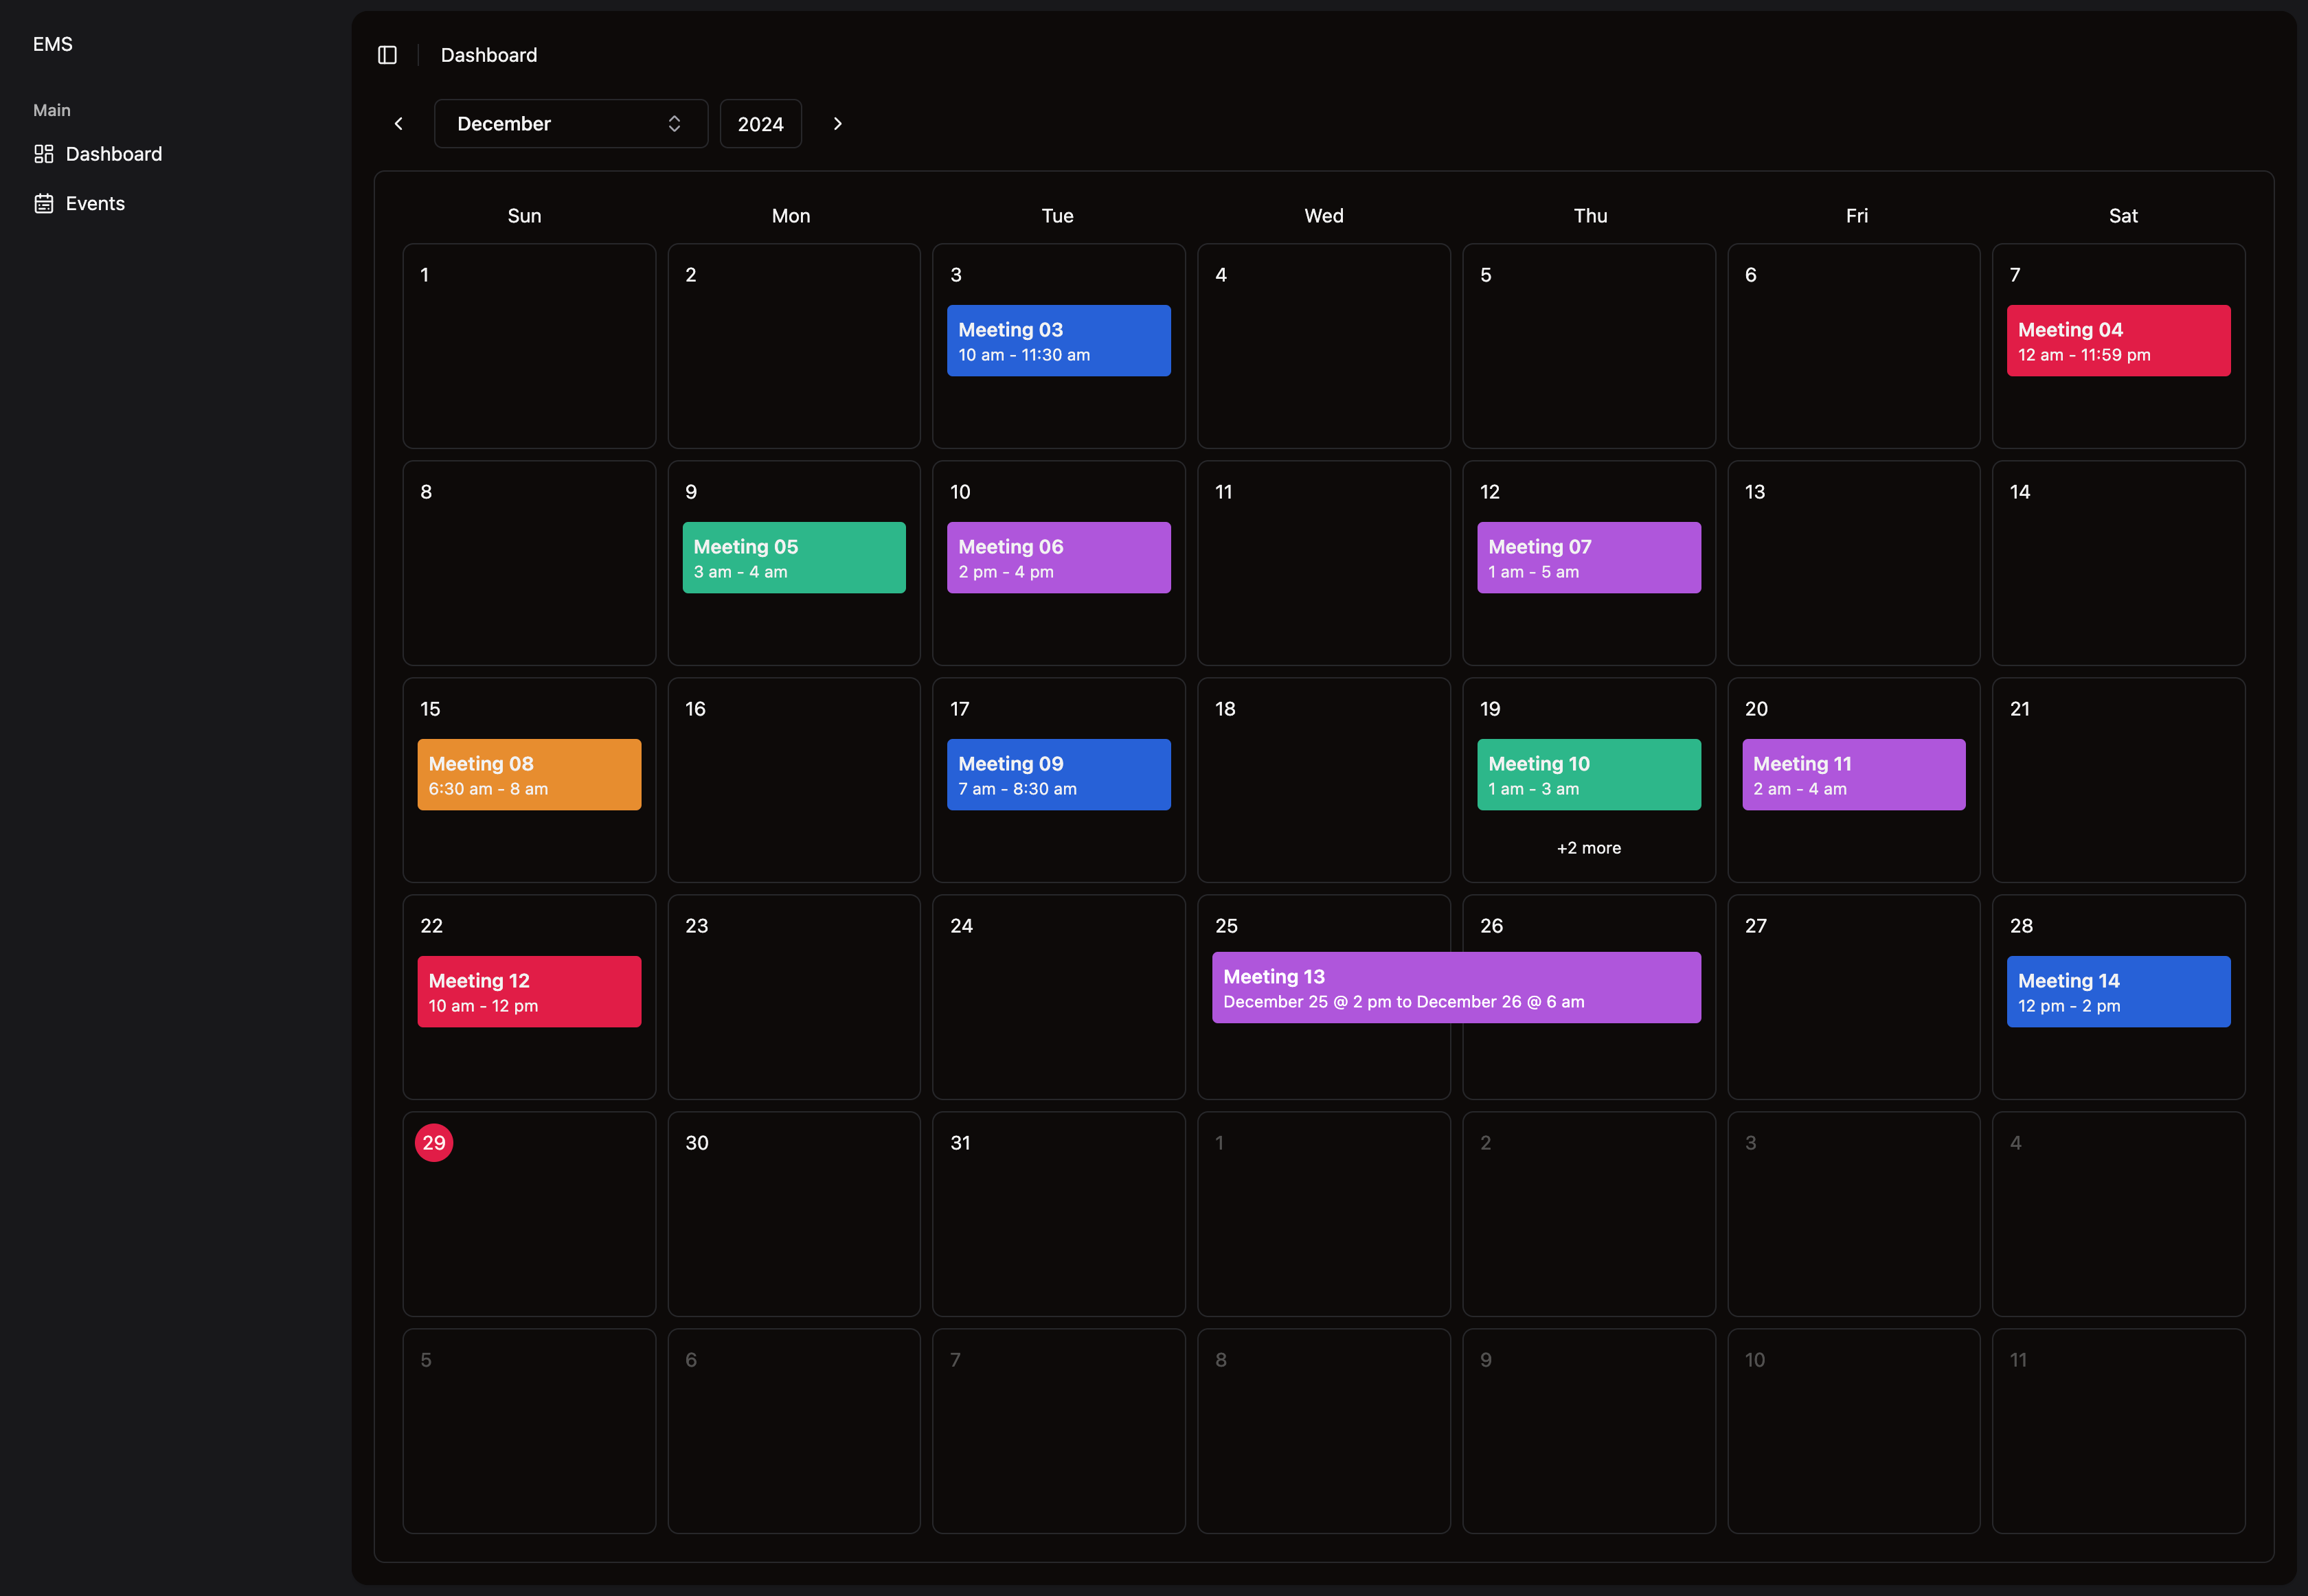 EMS
Main
Dashboard
Events
Dashboard
December
2024
Sun Mon Tue Wed Thu Fri Sat
1 2 3 4 5 6 7
Meeting 03
10 am - 11:30 am
Meeting 04
12 am - 11:59 pm
8 9 10 11 12 13 14
Meeting 05
3 am - 4 am
Meeting 06
2 pm - 4 pm
Meeting 07
1 am - 5 am
15 16 17 18 19 20 21
Meeting 08
6:30 am - 8 am
Meeting 09
7 am - 8:30 am
Meeting 10
1 am - 3 am
+2 more
Meeting 11
2 am - 4 am
22 23 24 25 26 27 28
Meeting 12
10 am - 12 pm
Meeting 13
December 25 @ 2 pm to December 26 @ 6 am
Meeting 14
12 pm - 2 pm
29 30 31 1 2 3 4
5 6 7 8 9 10 11